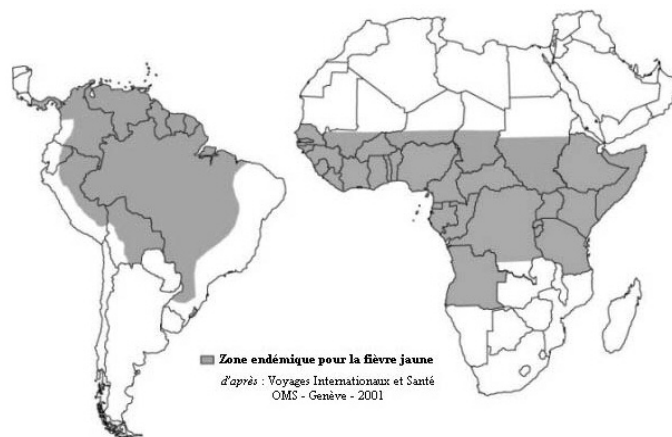 Zone endémique pour la fièvre jaune
d'après : Voyages Internationaux et Santé
OMS - Genève - 2001